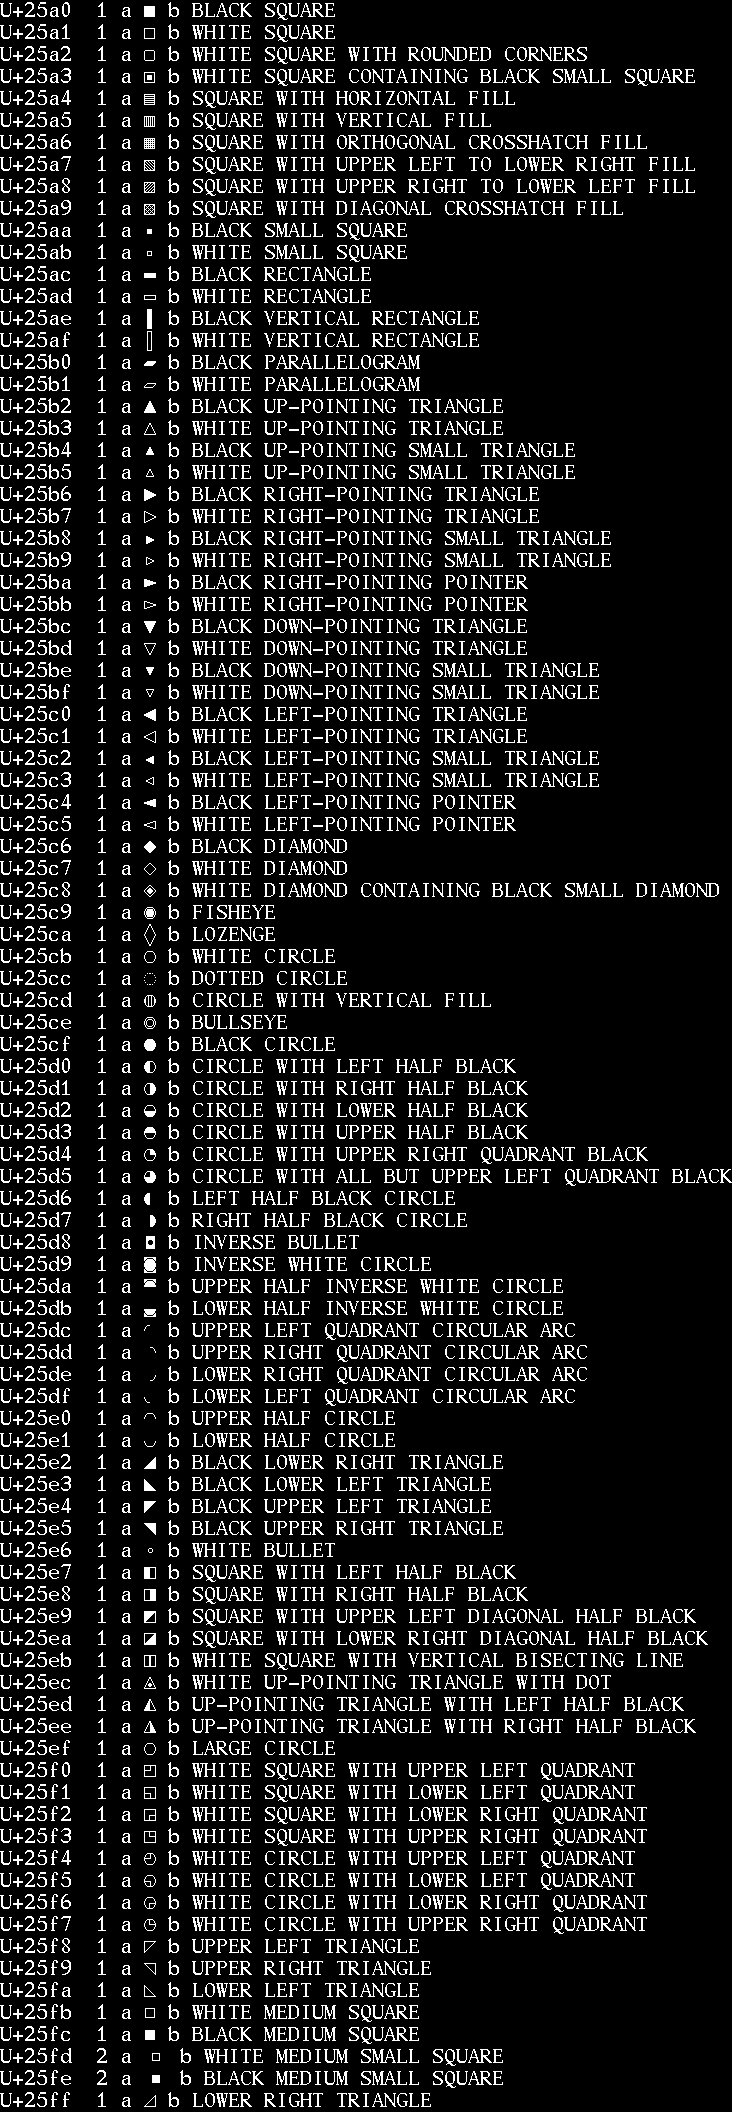 U+25a0  1 a ■ b BLACK SQUARE
U+25a1  1 a □ b WHITE SQUARE
U+25a2  1 a ▢ b WHITE SQUARE WITH ROUNDED CORNERS
U+25a3  1 a ▣ b WHITE SQUARE CONTAINING BLACK SMALL SQUARE
U+25a4  1 a ▤ b SQUARE WITH HORIZONTAL FILL
U+25a5  1 a ▥ b SQUARE WITH VERTICAL FILL
U+25a6  1 a ▦ b SQUARE WITH ORTHOGONAL CROSSHATCH FILL
U+25a7  1 a ▧ b SQUARE WITH UPPER LEFT TO LOWER RIGHT FILL
U+25a8  1 a ▨ b SQUARE WITH UPPER RIGHT TO LOWER LEFT FILL
U+25a9  1 a ▩ b SQUARE WITH DIAGONAL CROSSHATCH FILL
U+25aa  1 a ▪ b BLACK SMALL SQUARE
U+25ab  1 a ▫ b WHITE SMALL SQUARE
U+25ac  1 a ▬ b BLACK RECTANGLE
U+25ad  1 a ▭ b WHITE RECTANGLE
U+25ae  1 a ▮ b BLACK VERTICAL RECTANGLE
U+25af  1 a ▯ b WHITE VERTICAL RECTANGLE
U+25b0  1 a ▰ b BLACK PARALLELOGRAM
U+25b1  1 a ▱ b WHITE PARALLELOGRAM
U+25b2  1 a ▲ b BLACK UP-POINTING TRIANGLE
U+25b3  1 a △ b WHITE UP-POINTING TRIANGLE
U+25b4  1 a ▴ b BLACK UP-POINTING SMALL TRIANGLE
U+25b5  1 a ▵ b WHITE UP-POINTING SMALL TRIANGLE
U+25b6  1 a ▶ b BLACK RIGHT-POINTING TRIANGLE
U+25b7  1 a ▷ b WHITE RIGHT-POINTING TRIANGLE
U+25b8  1 a ▸ b BLACK RIGHT-POINTING SMALL TRIANGLE
U+25b9  1 a ▹ b WHITE RIGHT-POINTING SMALL TRIANGLE
U+25ba  1 a ► b BLACK RIGHT-POINTING POINTER
U+25bb  1 a ▻ b WHITE RIGHT-POINTING POINTER
U+25bc  1 a ▼ b BLACK DOWN-POINTING TRIANGLE
U+25bd  1 a ▽ b WHITE DOWN-POINTING TRIANGLE
U+25be  1 a ▾ b BLACK DOWN-POINTING SMALL TRIANGLE
U+25bf  1 a ▿ b WHITE DOWN-POINTING SMALL TRIANGLE
U+25c0  1 a ◀ b BLACK LEFT-POINTING TRIANGLE
U+25c1  1 a ◁ b WHITE LEFT-POINTING TRIANGLE
U+25c2  1 a ◂ b BLACK LEFT-POINTING SMALL TRIANGLE
U+25c3  1 a ◃ b WHITE LEFT-POINTING SMALL TRIANGLE
U+25c4  1 a ◄ b BLACK LEFT-POINTING POINTER
U+25c5  1 a ◅ b WHITE LEFT-POINTING POINTER
U+25c6  1 a ◆ b BLACK DIAMOND
U+25c7  1 a ◇ b WHITE DIAMOND
U+25c8  1 a ◈ b WHITE DIAMOND CONTAINING BLACK SMALL DIAMOND
U+25c9  1 a ◉ b FISHEYE
U+25ca  1 a ◊ b LOZENGE
U+25cb  1 a ○ b WHITE CIRCLE
U+25cc  1 a ◌ b DOTTED CIRCLE
U+25cd  1 a ◍ b CIRCLE WITH VERTICAL FILL
U+25ce  1 a ◎ b BULLSEYE
U+25cf  1 a ● b BLACK CIRCLE
U+25d0  1 a ◐ b CIRCLE WITH LEFT HALF BLACK
U+25d1  1 a ◑ b CIRCLE WITH RIGHT HALF BLACK
U+25d2  1 a ◒ b CIRCLE WITH LOWER HALF BLACK
U+25d3  1 a ◓ b CIRCLE WITH UPPER HALF BLACK
U+25d4  1 a ◔ b CIRCLE WITH UPPER RIGHT QUADRANT BLACK
U+25d5  1 a ◕ b CIRCLE WITH ALL BUT UPPER LEFT QUADRANT BLACK
U+25d6  1 a ◖ b LEFT HALF BLACK CIRCLE
U+25d7  1 a ◗ b RIGHT HALF BLACK CIRCLE
U+25d8  1 a ◘ b INVERSE BULLET
U+25d9  1 a ◙ b INVERSE WHITE CIRCLE
U+25da  1 a ◚ b UPPER HALF INVERSE WHITE CIRCLE
U+25db  1 a ◛ b LOWER HALF INVERSE WHITE CIRCLE
U+25dc  1 a ◜ b UPPER LEFT QUADRANT CIRCULAR ARC
U+25dd  1 a ◝ b UPPER RIGHT QUADRANT CIRCULAR ARC
U+25de  1 a ◞ b LOWER RIGHT QUADRANT CIRCULAR ARC
U+25df  1 a ◟ b LOWER LEFT QUADRANT CIRCULAR ARC
U+25e0  1 a ◠ b UPPER HALF CIRCLE
U+25e1  1 a ◡ b LOWER HALF CIRCLE
U+25e2  1 a ◢ b BLACK LOWER RIGHT TRIANGLE
U+25e3  1 a ◣ b BLACK LOWER LEFT TRIANGLE
U+25e4  1 a ◤ b BLACK UPPER LEFT TRIANGLE
U+25e5  1 a ◥ b BLACK UPPER RIGHT TRIANGLE
U+25e6  1 a ◦ b WHITE BULLET
U+25e7  1 a ◧ b SQUARE WITH LEFT HALF BLACK
U+25e8  1 a ◨ b SQUARE WITH RIGHT HALF BLACK
U+25e9  1 a ◩ b SQUARE WITH UPPER LEFT DIAGONAL HALF BLACK
U+25ea  1 a ◪ b SQUARE WITH LOWER RIGHT DIAGONAL HALF BLACK
U+25eb  1 a ◫ b WHITE SQUARE WITH VERTICAL BISECTING LINE
U+25ec  1 a ◬ b WHITE UP-POINTING TRIANGLE WITH DOT
U+25ed  1 a ◭ b UP-POINTING TRIANGLE WITH LEFT HALF BLACK
U+25ee  1 a ◮ b UP-POINTING TRIANGLE WITH RIGHT HALF BLACK
U+25ef  1 a ◯ b LARGE CIRCLE
U+25f0  1 a ◰ b WHITE SQUARE WITH UPPER LEFT QUADRANT
U+25f1  1 a ◱ b WHITE SQUARE WITH LOWER LEFT QUADRANT
U+25f2  1 a ◲ b WHITE SQUARE WITH LOWER RIGHT QUADRANT
U+25f3  1 a ◳ b WHITE SQUARE WITH UPPER RIGHT QUADRANT
U+25f4  1 a ◴ b WHITE CIRCLE WITH UPPER LEFT QUADRANT
U+25f5  1 a ◵ b WHITE CIRCLE WITH LOWER LEFT QUADRANT
U+25f6  1 a ◶ b WHITE CIRCLE WITH LOWER RIGHT QUADRANT
U+25f7  1 a ◷ b WHITE CIRCLE WITH UPPER RIGHT QUADRANT
U+25f8  1 a ◸ b UPPER LEFT TRIANGLE
U+25f9  1 a ◹ b UPPER RIGHT TRIANGLE
U+25fa  1 a ◺ b LOWER LEFT TRIANGLE
U+25fb  1 a ◻ b WHITE MEDIUM SQUARE
U+25fc  1 a ◼ b BLACK MEDIUM SQUARE
U+25fd  2 a ◽ b WHITE MEDIUM SMALL SQUARE
U+25fe  2 a ◾ b BLACK MEDIUM SMALL SQUARE
U+25ff  1 a ◿ b LOWER RIGHT TRIANGLE